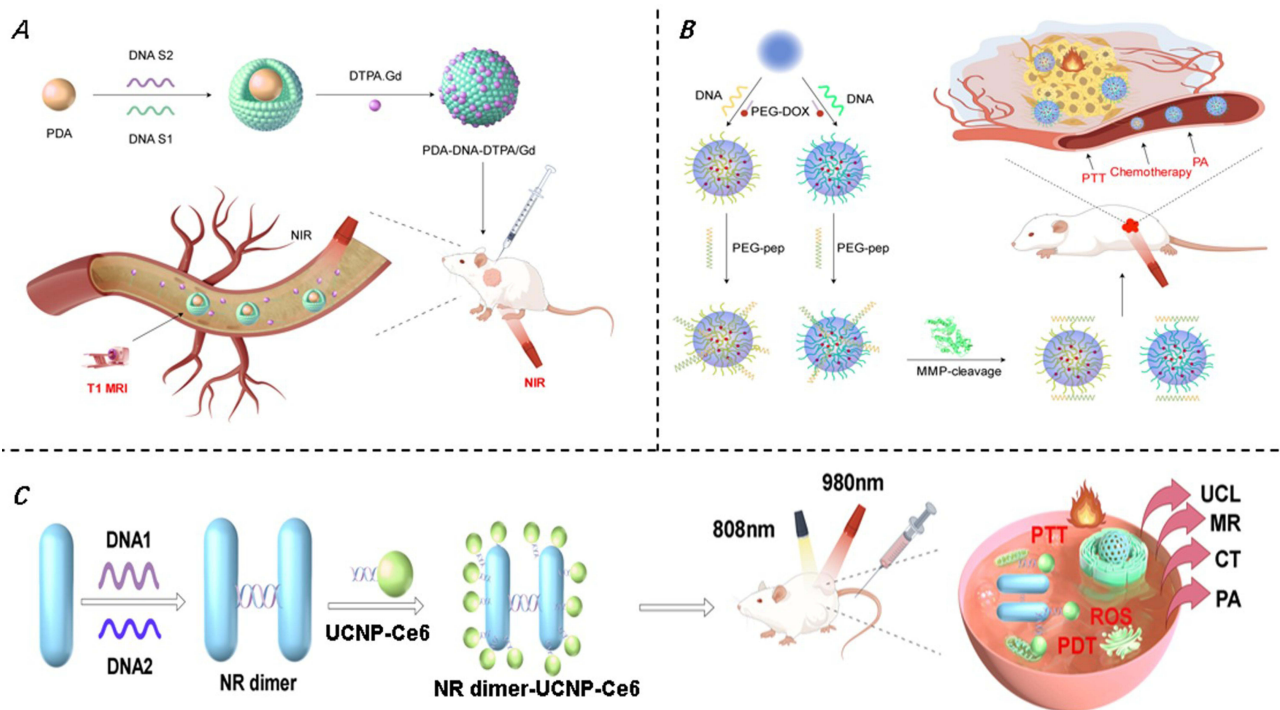 A
DNA S2
DTPA.Gd
PDA
DNA S1
PDA-DNA-DTPA/Gd
NIR
T1 MRI
NIR
B
DNA
DNA
PEG-DOX
PEG-pep
PEG-pep
MMP-cleavage
PTT
Chemotherapy
PA
C
DNA1
DNA2
NR dimer
UCNP-Ce6
NR dimer-UCNP-Ce6
980nm
808nm
PTT
ROS
PDT
UCL
MR
CT
PA